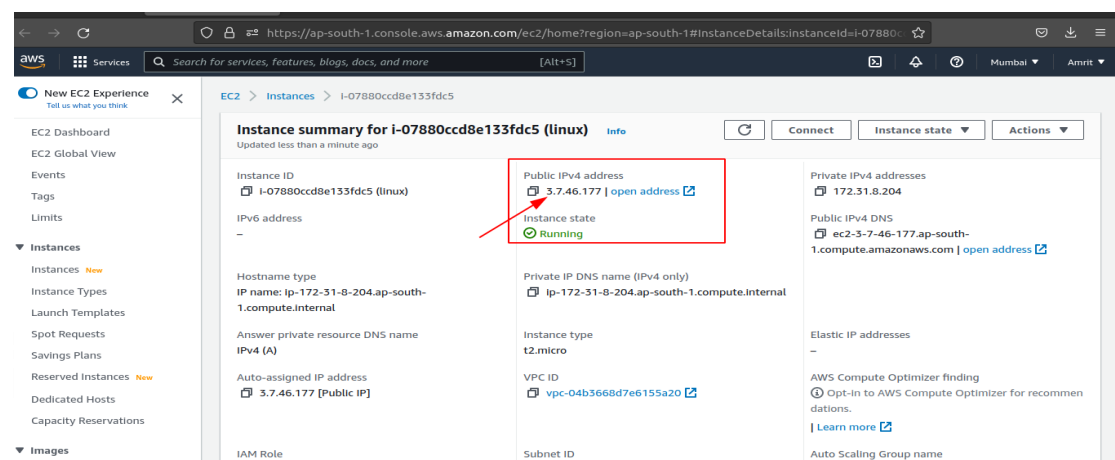 https://ap-south-1.console.aws.amazon.com/ec2/home?region=ap-south-1#InstanceDetails:instanceId=i-07880c
aws
Services
Search for services, features, blogs, docs, and more
[Alt+S]
Mumbai ▼
Amrit ▼
New EC2 Experience
Tell us what you think
EC2 Dashboard
EC2 Global View
Events
Tags
Limits
▼ Instances
Instances New
Instance Types
Launch Templates
Spot Requests
Savings Plans
Reserved Instances New
Dedicated Hosts
Capacity Reservations
▼ Images
EC2 > Instances > i-07880ccd8e133fdc5
Instance summary for i-07880ccd8e133fdc5 (linux) Info
Updated less than a minute ago
Connect
Instance state ▼
Actions ▼
Instance ID
i-07880ccd8e133fdc5 (linux)
Public IPv4 address
3.7.46.177 | open address
Private IPv4 addresses
172.31.8.204
IPv6 address
–
Instance state
Running
Public IPv4 DNS
ec2-3-7-46-177.ap-south-
1.compute.amazonaws.com | open address
Hostname type
IP name: ip-172-31-8-204.ap-south-
1.compute.internal
Private IP DNS name (IPv4 only)
ip-172-31-8-204.ap-south-1.compute.internal
Answer private resource DNS name
IPv4 (A)
Instance type
t2.micro
Elastic IP addresses
–
Auto-assigned IP address
3.7.46.177 [Public IP]
VPC ID
vpc-04b3668d7e6155a20
AWS Compute Optimizer finding
Opt-in to AWS Compute Optimizer for recommen
dations.
| Learn more
IAM Role
Subnet ID
Auto Scaling Group name